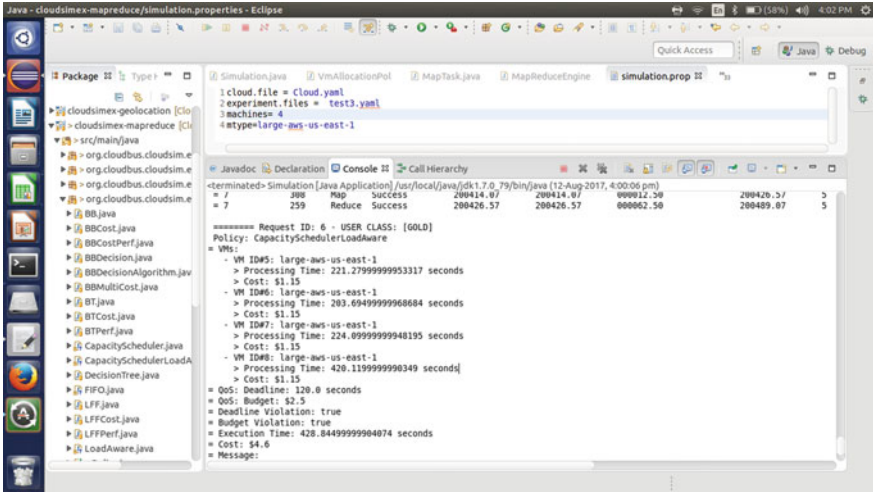 Java - cloudsimex-mapreduce/simulation.properties - Eclipse
En (58%) 4:02 PM
Quick Access Java Debug
Package Type
Simulation.java VmAllocationPol MapTask.java MapReduceEngine simulation.prop
cloudsimex-geolocation [Clo
> cloudsimex-mapreduce [Cl
> src/main/java
> org.cloudbus.cloudsim.e
> org.cloudbus.cloudsim.e
> org.cloudbus.cloudsim.e
> org.cloudbus.cloudsim.e
BB.java
BBCost.java
BBCostPerf.java
BBDecision.java
BBDecisionAlgorithm.jav
BBMultiCost.java
BT.java
BTCost.java
BTPerf.java
CapacityScheduler.java
CapacitySchedulerLoadA
DecisionTree.java
FIFO.java
LFF.java
LFFCost.java
LFFPerf.java
LoadAware.java
1 cloud.file = Cloud.yaml
2 experiment.files = test3.yaml
3 machines= 4
4 mtype=large-aws-us-east-1
Javadoc Declaration Console Call Hierarchy
<terminated> Simulation [Java Application] /usr/local/java/jdk1.7.0_79/bin/java (12-Aug-2017, 4:00:06 pm)
= 7 308 Map Success 200414.07 200414.07 000012.50 200426.57 5
= 7 259 Reduce Success 200426.57 200426.57 000062.50 200489.07 5
======== Request ID: 6 - USER CLASS: [GOLD]
Policy: CapacitySchedulerLoadAware
= VMs:
- VM ID#5: large-aws-us-east-1
> Processing Time: 221.27999999953317 seconds
> Cost: $1.15
- VM ID#6: large-aws-us-east-1
> Processing Time: 203.69499999968684 seconds
> Cost: $1.15
- VM ID#7: large-aws-us-east-1
> Processing Time: 224.09999999948195 seconds
> Cost: $1.15
- VM ID#8: large-aws-us-east-1
> Processing Time: 420.1199999990349 seconds
> Cost: $1.15
= QoS: Deadline: 120.0 seconds
= QoS: Budget: $2.5
= Deadline Violation: true
= Budget Violation: true
= Execution Time: 428.84499999904074 seconds
= Cost: $4.6
= Message: